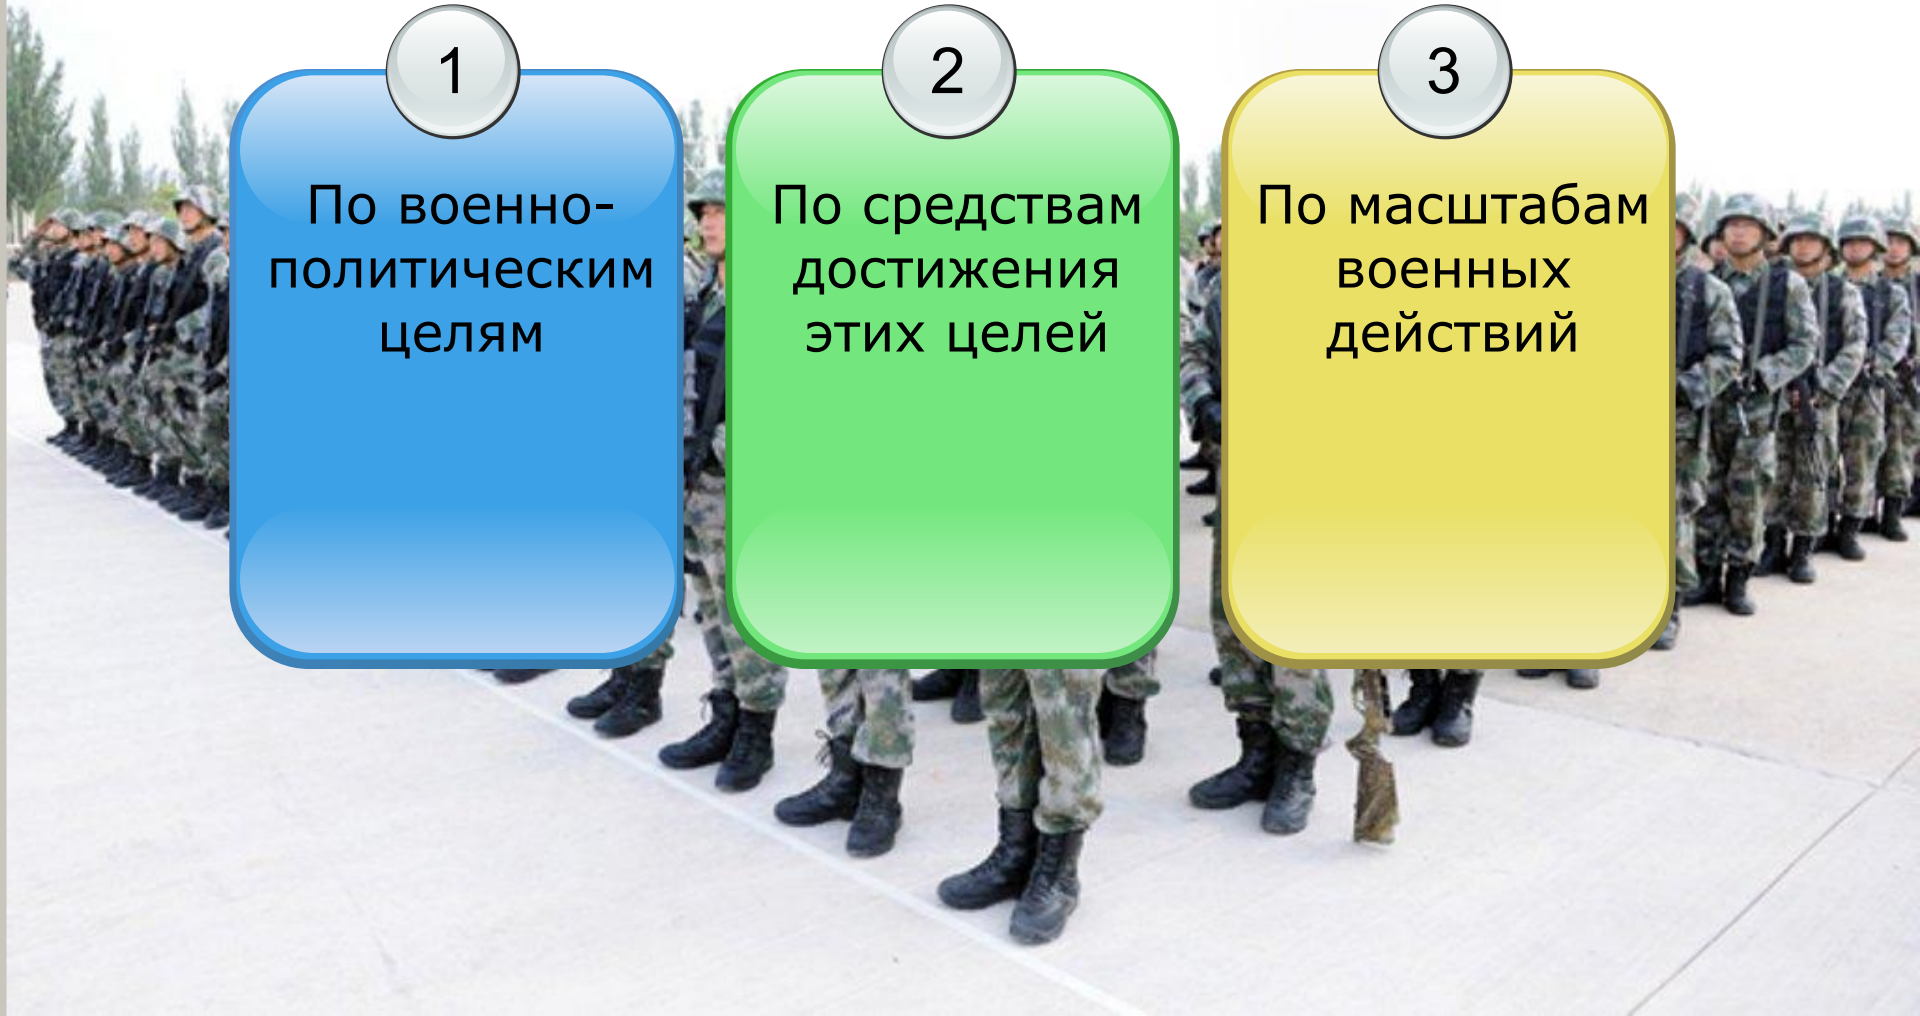 1
По военно-
политическим
целям
2
По средствам
достижения
этих целей
3
По масштабам
военных
действий